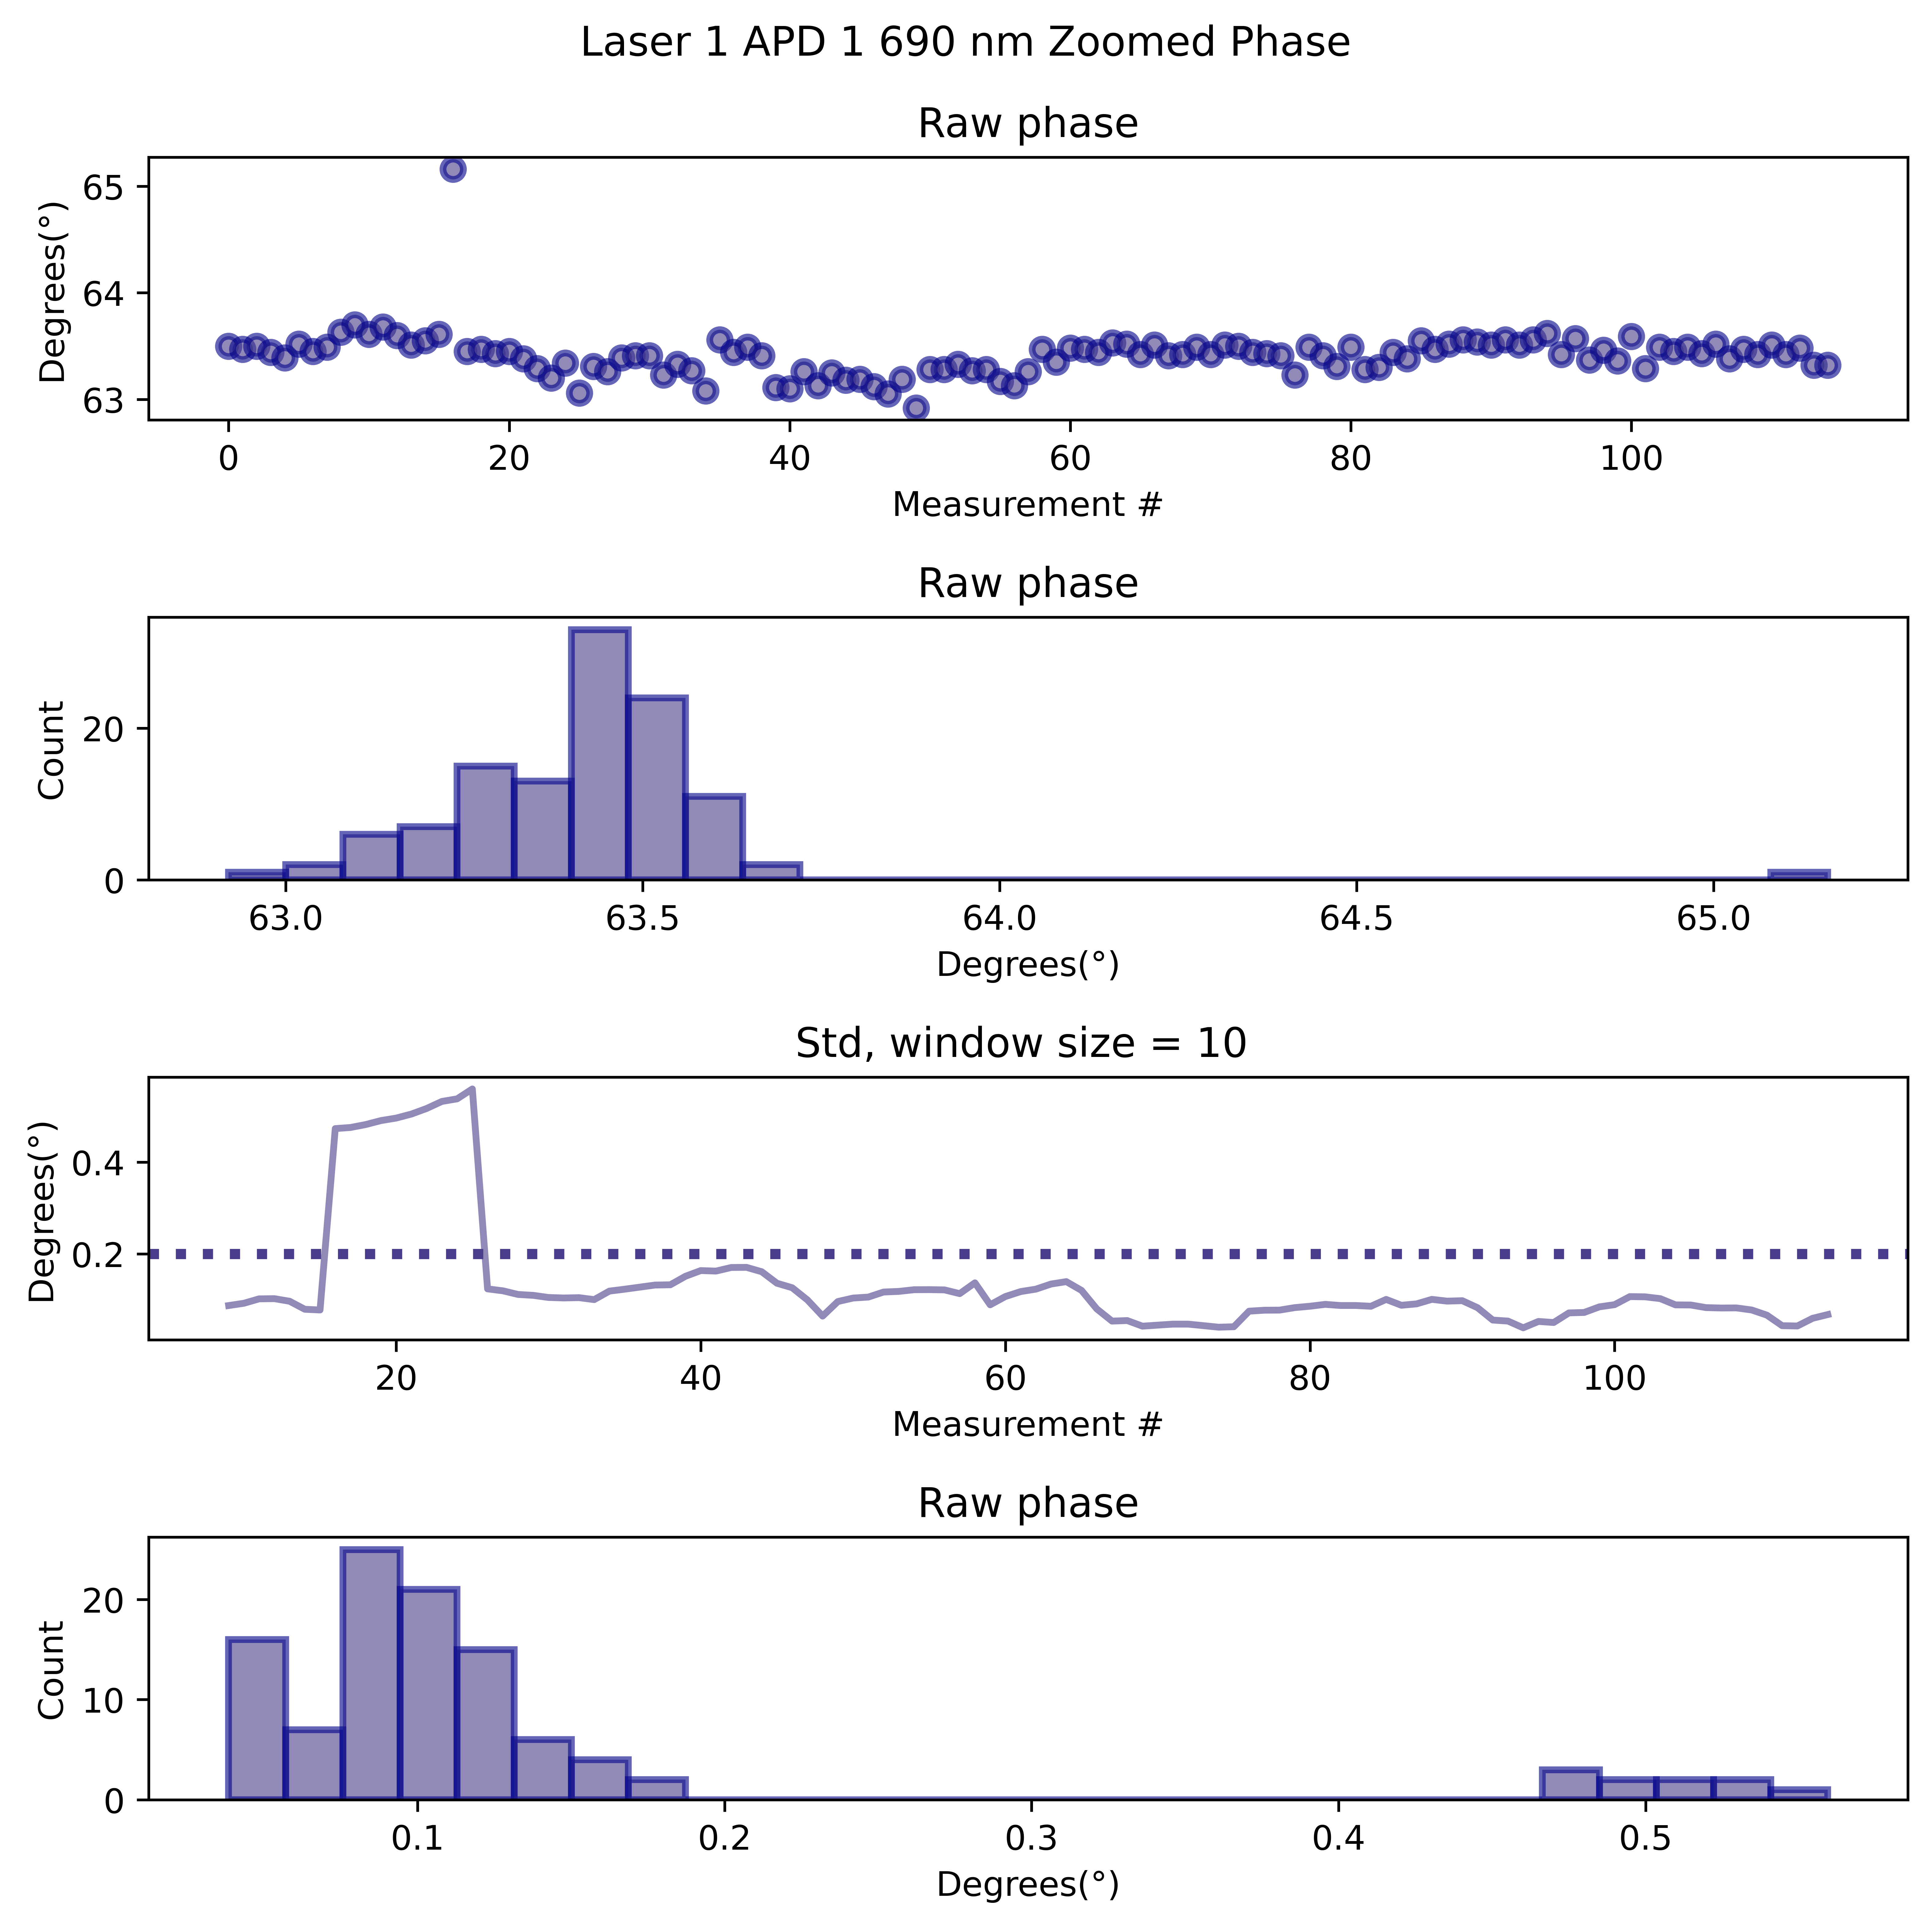 Laser 1 APD 1 690 nm Zoomed Phase
Raw phase
Degrees(°)
65
64
63
0 20 40 60 80 100
Measurement #
Raw phase
Count
20
0
63.0 63.5 64.0 64.5 65.0
Degrees(°)
Std, window size = 10
Degrees(°)
0.4
0.2
20 40 60 80 100
Measurement #
Raw phase
Count
20
10
0
0.1 0.2 0.3 0.4 0.5
Degrees(°)